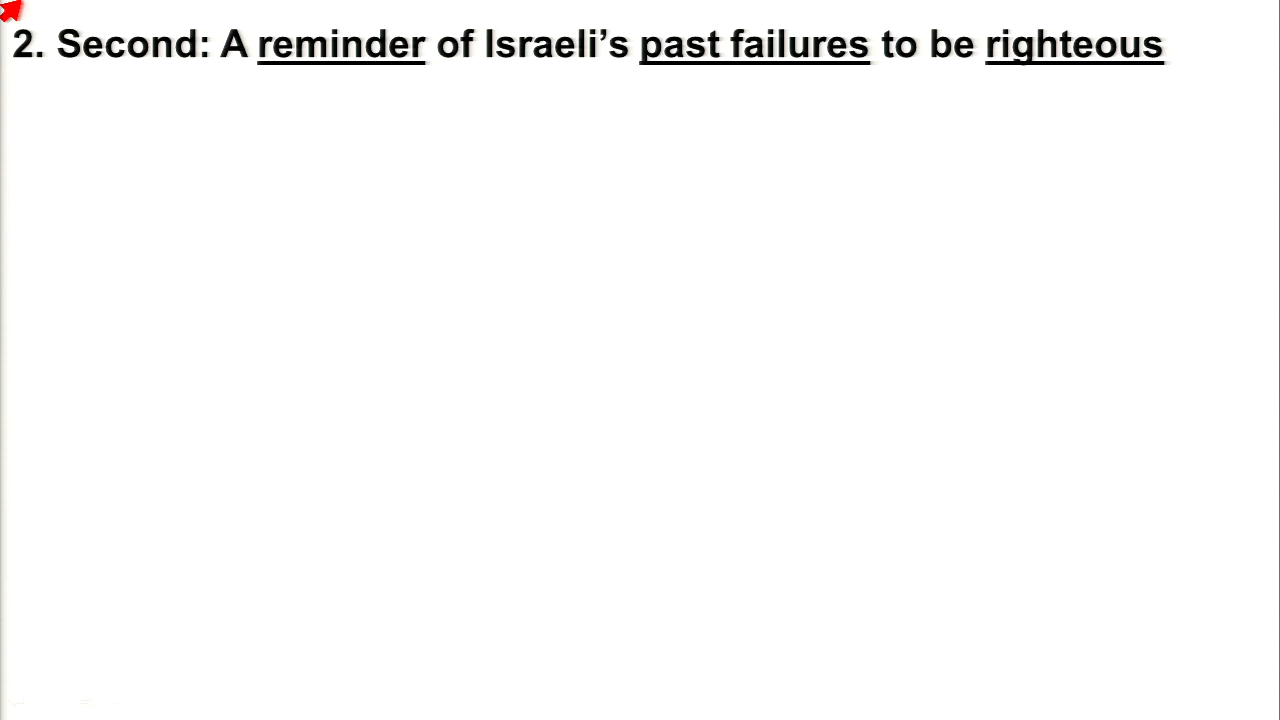 2. Second: A reminder of Israeli’s past failures to be righteous